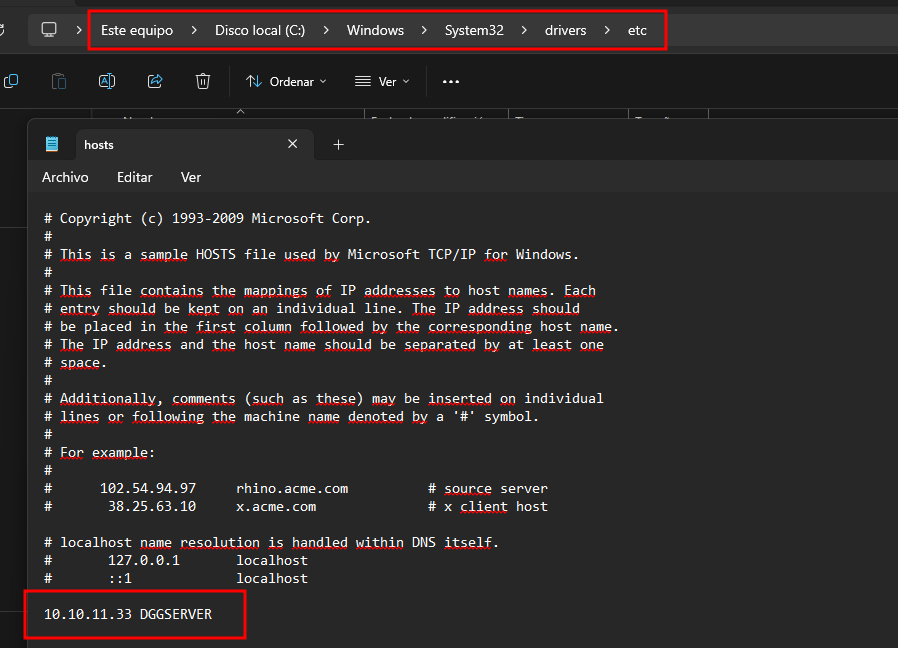 Este equipo > Disco local (C:) > Windows > System32 > drivers > etc
Ordenar Ver
hosts
Archivo Editar Ver
# Copyright (c) 1993-2009 Microsoft Corp.
#
# This is a sample HOSTS file used by Microsoft TCP/IP for Windows.
#
# This file contains the mappings of IP addresses to host names. Each
# entry should be kept on an individual line. The IP address should
# be placed in the first column followed by the corresponding host name.
# The IP address and the host name should be separated by at least one
# space.
#
# Additionally, comments (such as these) may be inserted on individual
# lines or following the machine name denoted by a '#' symbol.
#
# For example:
#
#      102.54.94.97     rhino.acme.com          # source server
#       38.25.63.10     x.acme.com              # x client host
# localhost name resolution is handled within DNS itself.
#       127.0.0.1       localhost
#       ::1             localhost
10.10.11.33 DGGSERVER